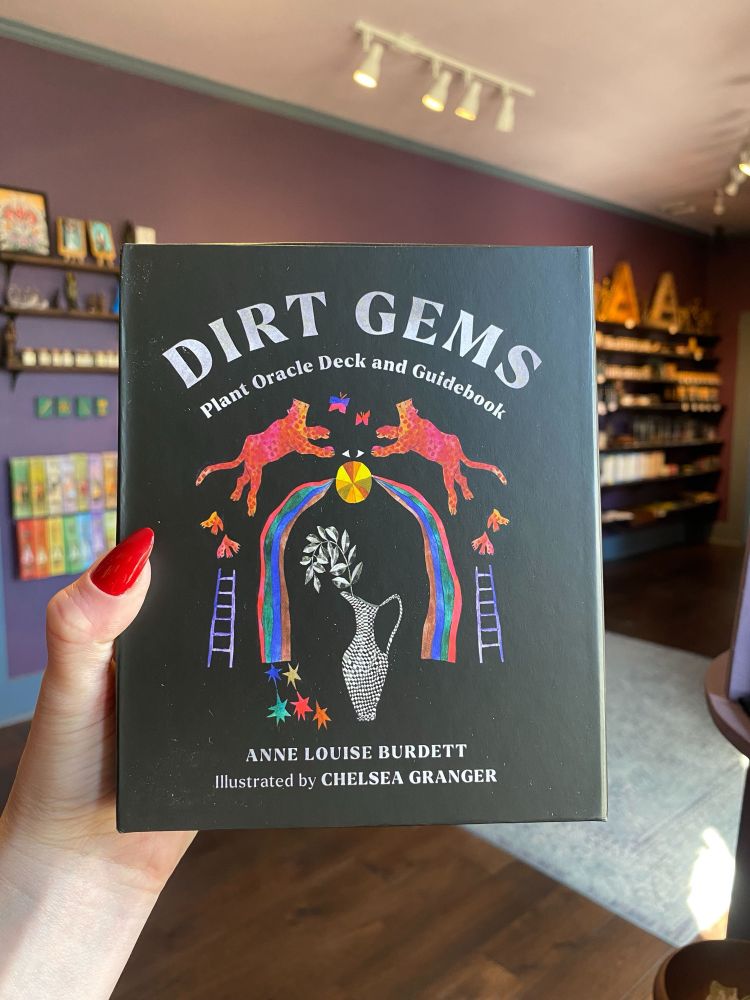 DIRT GEMS
Plant Oracle Deck and Guidebook
ANNE LOUISE BURDETT
Illustrated by CHELSEA GRANGER
A A